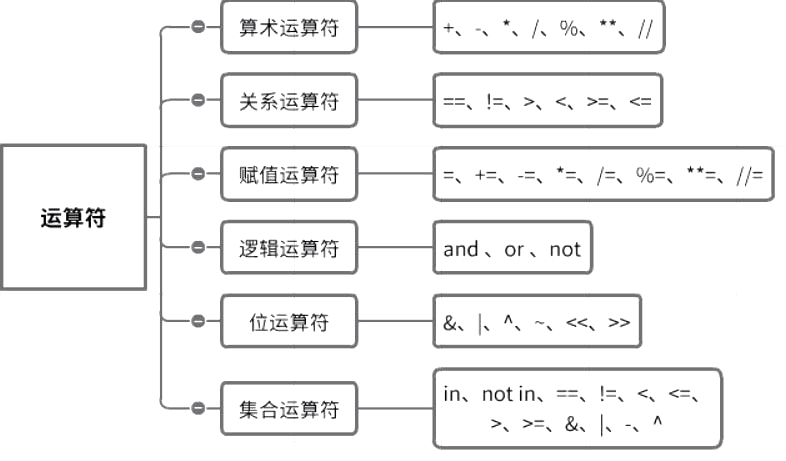 算术运算符
+、-、*、/、%、**、//
关系运算符
==、!=、>、<、>=、<=
赋值运算符
=、+=、-=、*=、/=、%=、**=、//=
运算符
逻辑运算符
and 、or 、not
位运算符
&、|、^、~、<<、>>
集合运算符
in、not in、==、!=、<、<=、
>、>=、&、|、-、^